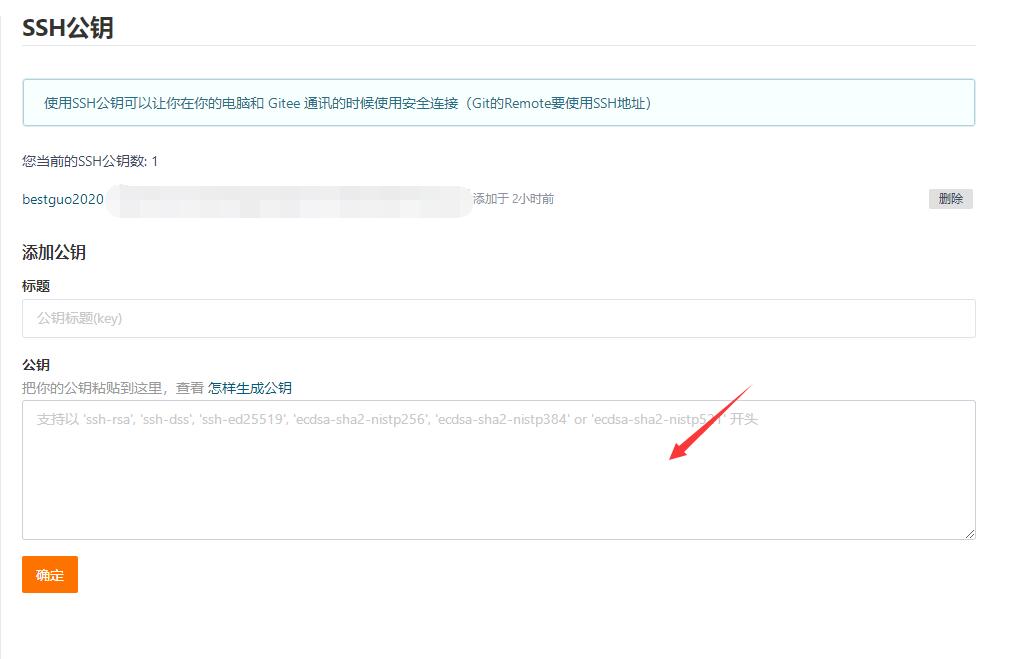 SSH公钥
使用SSH公钥可以让你在你的电脑和 Gitee 通讯的时候使用安全连接（Git的Remote要使用SSH地址）
您当前的SSH公钥数: 1
bestguo2020 添加于 2小时前 删除
添加公钥
标题
公钥标题(key)
公钥
把你的公钥粘贴到这里，查看 怎样生成公钥
支持以 'ssh-rsa', 'ssh-dss', 'ssh-ed25519', 'ecdsa-sha2-nistp256', 'ecdsa-sha2-nistp384' or 'ecdsa-sha2-nistp521' 开头
确定